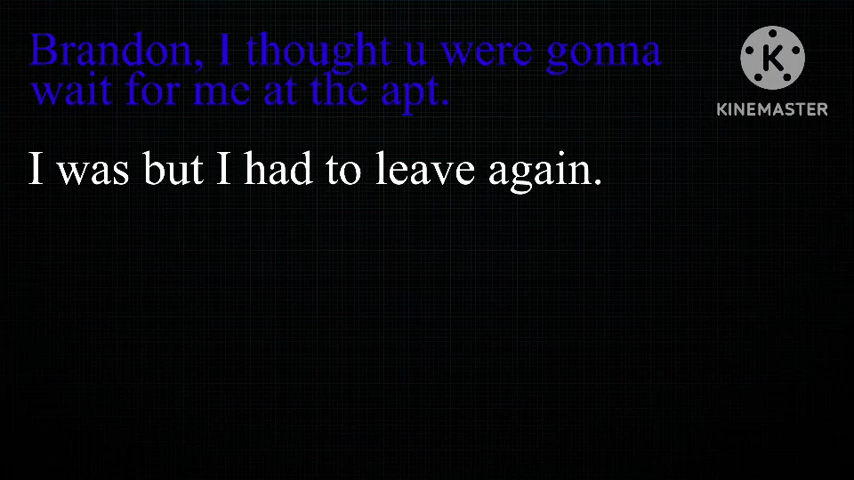 Brandon, I thought u were gonna
wait for me at the apt.
KINEMASTER
I was but I had to leave again.